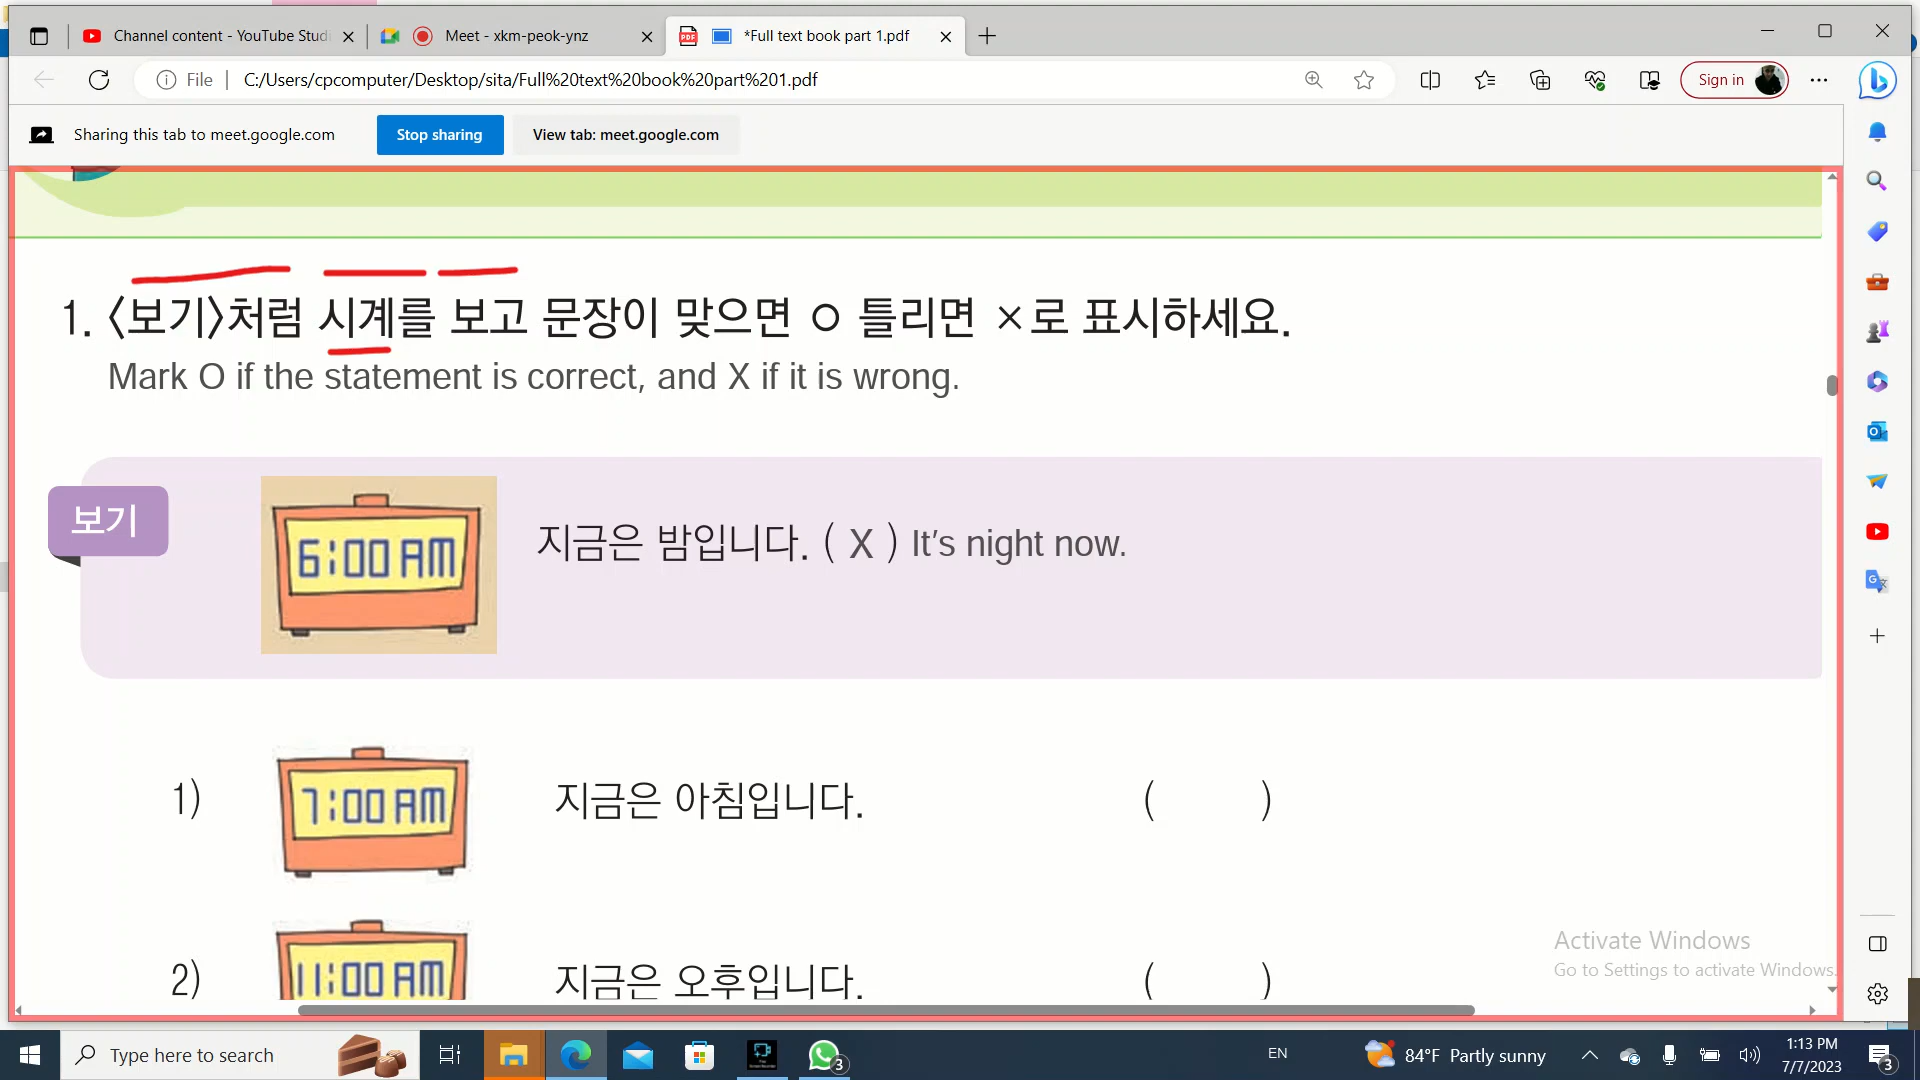 Channel content - YouTube Studi
Meet - xkm-peok-ynz
*Full text book part 1.pdf
File
C:/Users/cpcomputer/Desktop/sita/Full%20text%20book%20part%201.pdf
Sign in
Sharing this tab to meet.google.com
Stop sharing
View tab: meet.google.com
1. 〈보기〉처럼 시계를 보고 문장이 맞으면 ○ 틀리면 ×로 표시하세요.
Mark O if the statement is correct, and X if it is wrong.
보기
6:00 AM
지금은 밤입니다. ( X ) It's night now.
1) 7:00 AM 지금은 아침입니다. ( )
2) 11:00 AM 지금은 오후입니다. ( )
Activate Windows
Go to Settings to activate Windows.
Type here to search
3
EN
84°F Partly sunny
1:13 PM
7/7/2023
3